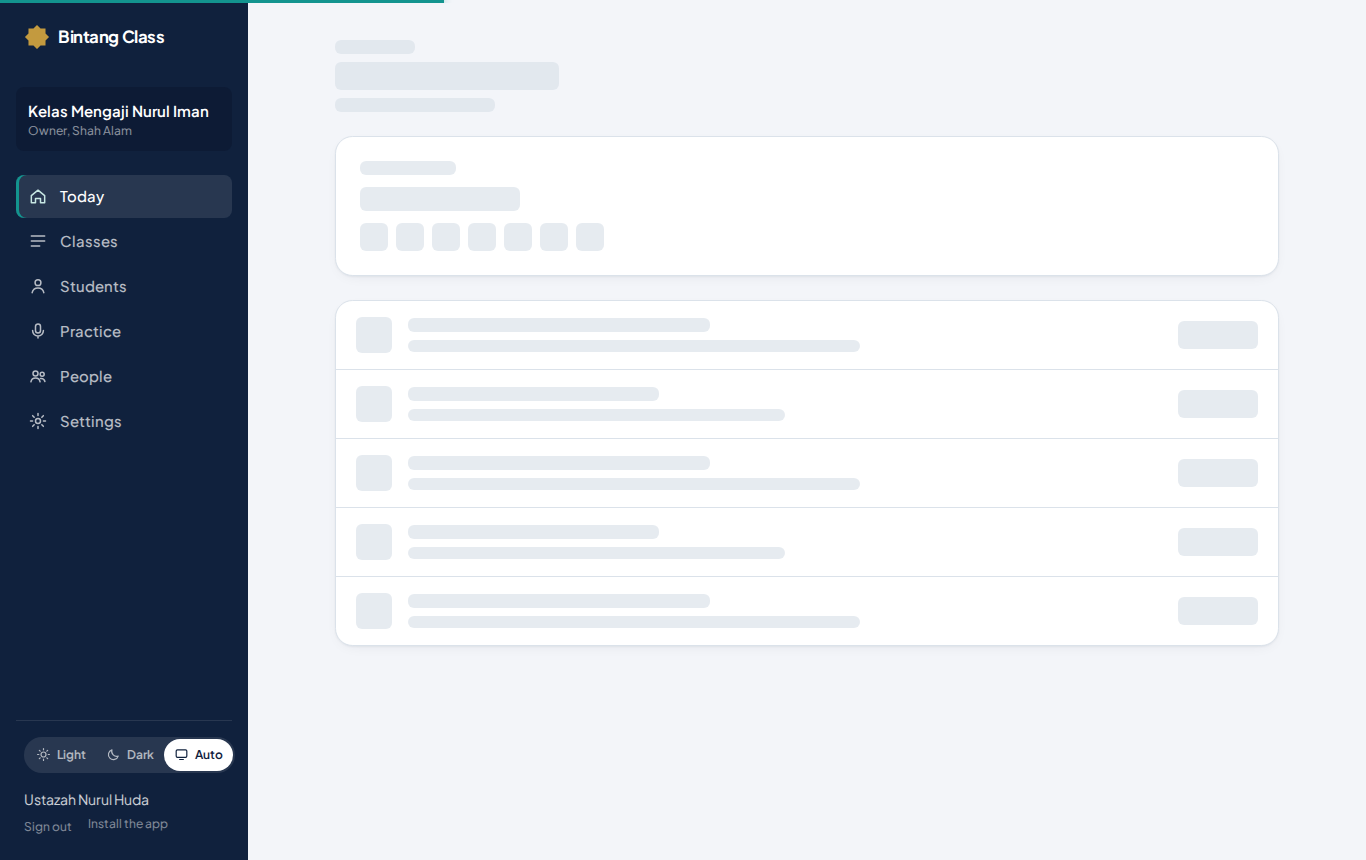 Bintang Class
Kelas Mengaji Nurul Iman
Owner, Shah Alam
Today
Classes
Students
Practice
People
Settings
Light Dark Auto
Ustazah Nurul Huda
Sign out Install the app